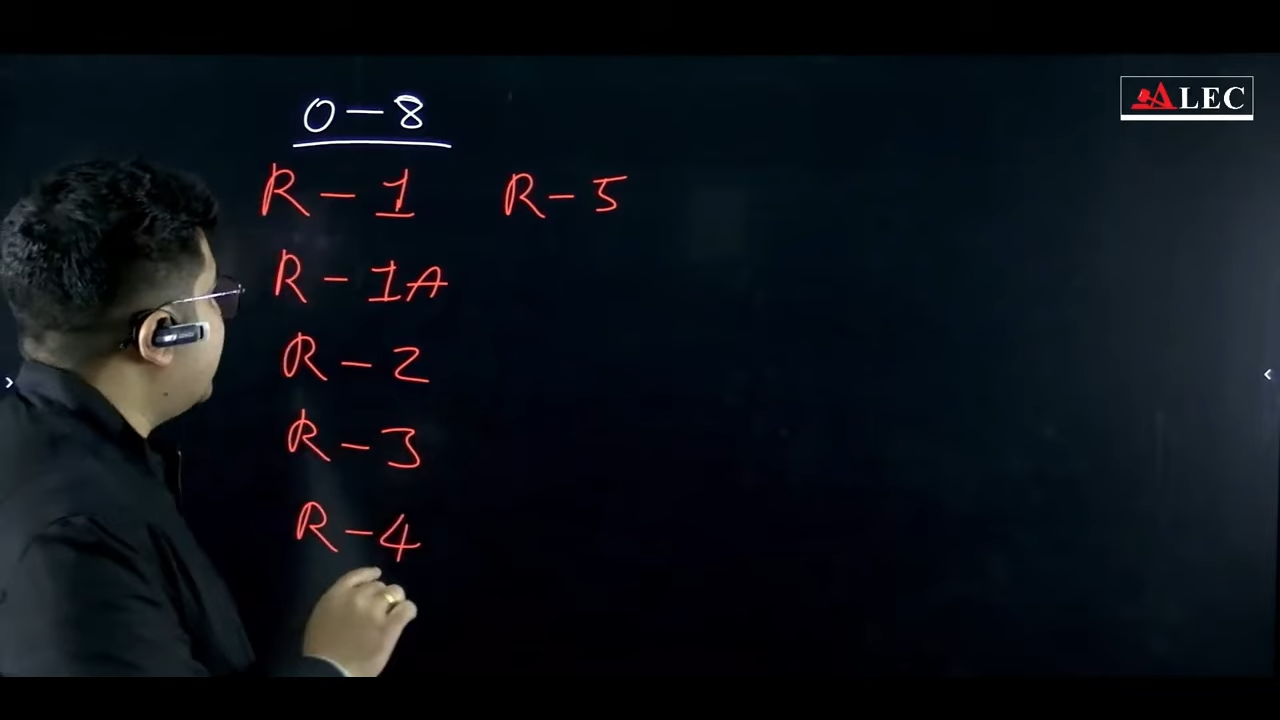 ALEC
O - 8
R - 1 R - 5
R - 1A
R - 2
R - 3
R - 4